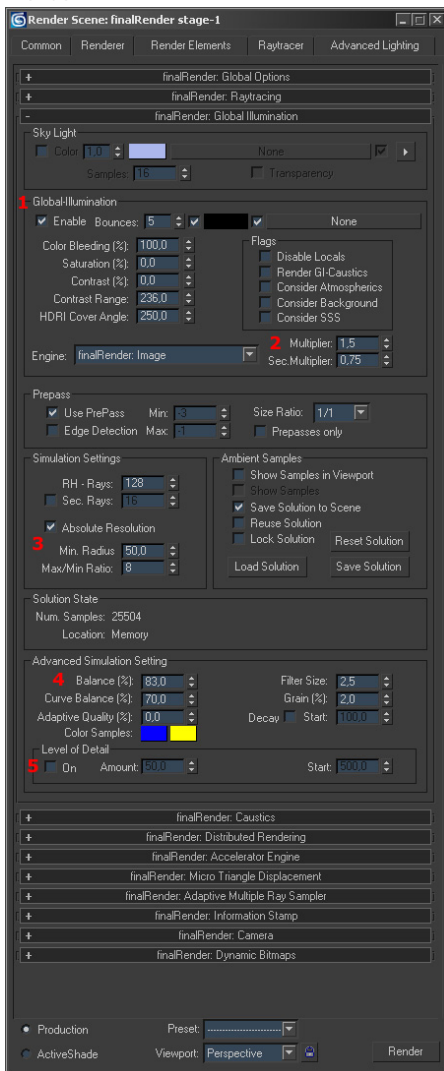 Render Scene: finalRender stage-1
Common Renderer Render Elements Raytracer Advanced Lighting
+ finalRender: Global Options
+ finalRender: Raytracing
- finalRender: Global Illumination
Sky Light
Color 1,0 None
Samples: 16 Transparency
1 Global-Illumination
Enable Bounces: 5 None
Color Bleeding (%): 100,0 Flags
Disable Locals
Saturation (%): 0,0 Render GI-Caustics
Contrast (%): 0,0 Consider Atmospherics
Contrast Range: 236,0 Consider Background
HDRI Cover Angle: 250,0 Consider SSS
2 Multiplier: 1,5
Engine: finalRender: Image Sec.Multiplier: 0,75
Prepass
Use PrePass Min: -3 Size Ratio: 1/1
Edge Detection Max: -1 Prepasses only
Simulation Settings Ambient Samples
Show Samples in Viewport
RH - Rays: 128 Show Samples
Sec. Rays: 16 Save Solution to Scene
Absolute Resolution Reuse Solution
3 Lock Solution Reset Solution
Min. Radius 50,0
Max/Min Ratio: 8 Load Solution Save Solution
Solution State
Num. Samples: 25504
Location: Memory
Advanced Simulation Setting
4 Balance (%): 83,0 Filter Size: 2,5
Curve Balance (%): 70,0 Grain (%): 2,0
Adaptive Quality (%): 0,0 Decay Start: 100,0
Color Samples:
Level of Detail
5 On Amount: 50,0 Start: 500,0
+ finalRender: Caustics
+ finalRender: Distributed Rendering
+ finalRender: Accelerator Engine
+ finalRender: Micro Triangle Displacement
+ finalRender: Adaptive Multiple Ray Sampler
+ finalRender: Information Stamp
+ finalRender: Camera
+ finalRender: Dynamic Bitmaps
Production Preset: -----------------------
ActiveShade Viewport: Perspective Render